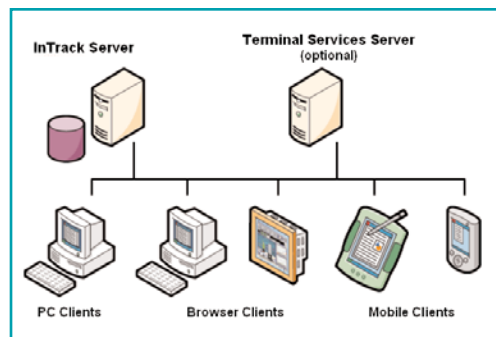 InTrack Server
Terminal Services Server
(optional)
PC Clients
Browser Clients
Mobile Clients